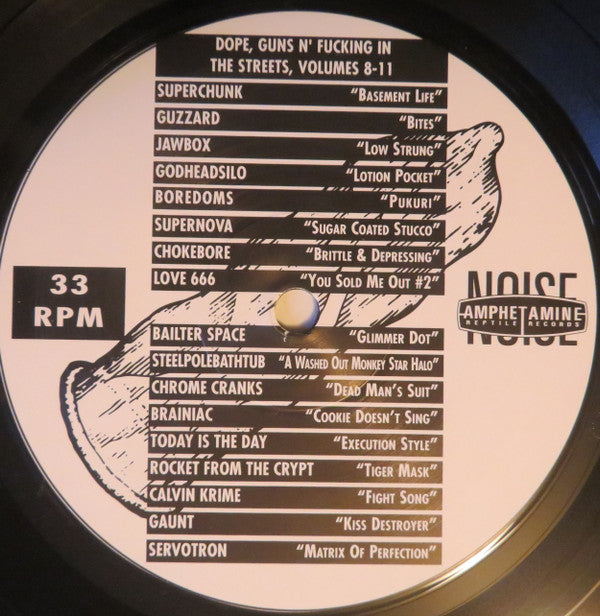 DOPE, GUNS N' FUCKING IN
THE STREETS, VOLUMES 8-11
SUPERCHUNK "BASEMENT LIFE"
GUZZARD "BITES"
JAWBOX "LOW STRUNG"
GODHEADSILO "LOTION POCKET"
BOREDOMS "PUKURI"
SUPERNOVA "SUGAR COATED STUCCO"
CHOKEBORE "BRITTLE & DEPRESSING"
LOVE 666 "YOU SOLD ME OUT #2"
33
RPM
NOISE
AMPHETAMINE
REPTILE RECORDS
BAILTER SPACE "GLIMMER DOT"
STEELPOLEBATHTUB "A WASHED OUT MONKEY STAR HALO"
CHROME CRANKS "DEAD MAN'S SUIT"
BRAINIAC "COOKIE DOESN'T SING"
TODAY IS THE DAY "EXECUTION STYLE"
ROCKET FROM THE CRYPT "TIGER MASK"
CALVIN KRIME "FIGHT SONG"
GAUNT "KISS DESTROYER"
SERVOTRON "MATRIX OF PERFECTION"